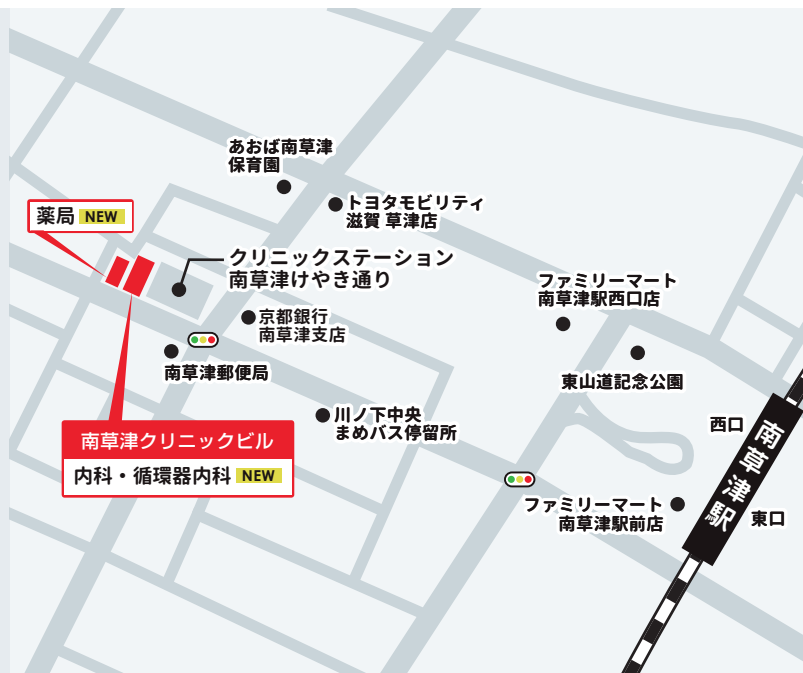 あおば南草津
保育園
トヨタモビリティ
滋賀 草津店
薬局 NEW
クリニックステーション
南草津けやき通り
ファミリーマート
南草津駅西口店
京都銀行
南草津支店
南草津郵便局
東山道記念公園
川ノ下中央
まめバス停留所
西口
南草津駅
南草津クリニックビル
内科・循環器内科 NEW
ファミリーマート
南草津駅前店
東口